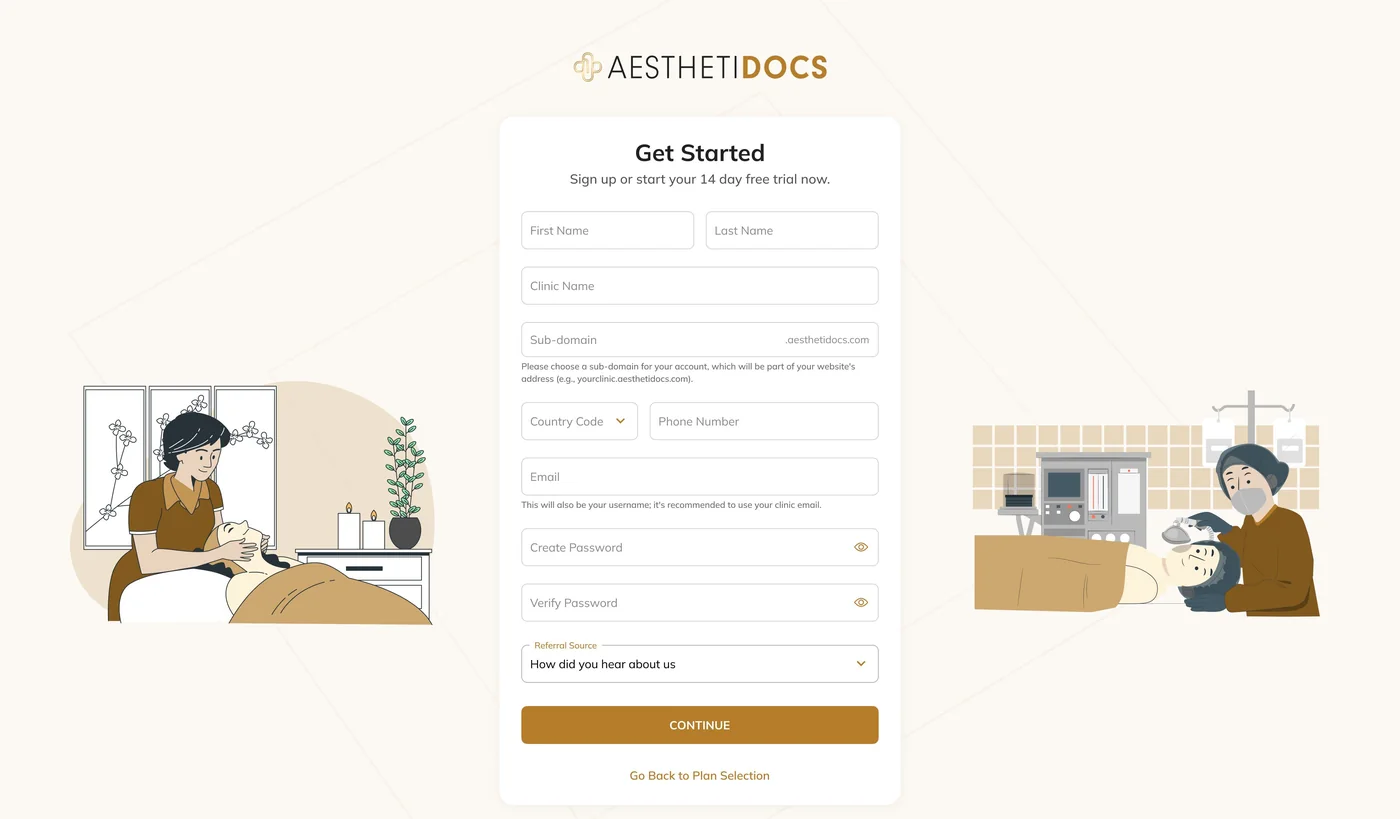 AESTHETIDOCS
Get Started
Sign up or start your 14 day free trial now.
First Name
Last Name
Clinic Name
Sub-domain
.aesthetidocs.com
Please choose a sub-domain for your account, which will be part of your website's
address (e.g., yourclinic.aesthetidocs.com).
Country Code
Phone Number
Email
This will also be your username; it's recommended to use your clinic email.
Create Password
Verify Password
Referral Source
How did you hear about us
CONTINUE
Go Back to Plan Selection